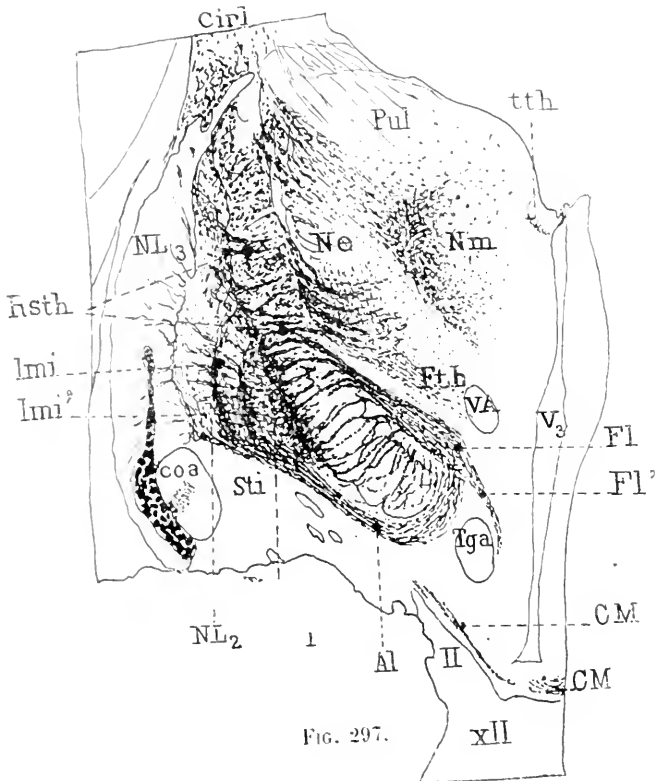 Cirl
tth
Pul
NL3
Ne
Nm
hsth
lmi
lmi'
Fth
VA
V3
Fl
Fl'
coa
Sti
Tga
NL2
1
Al
II
CM
CM
xII
FIG. 297.